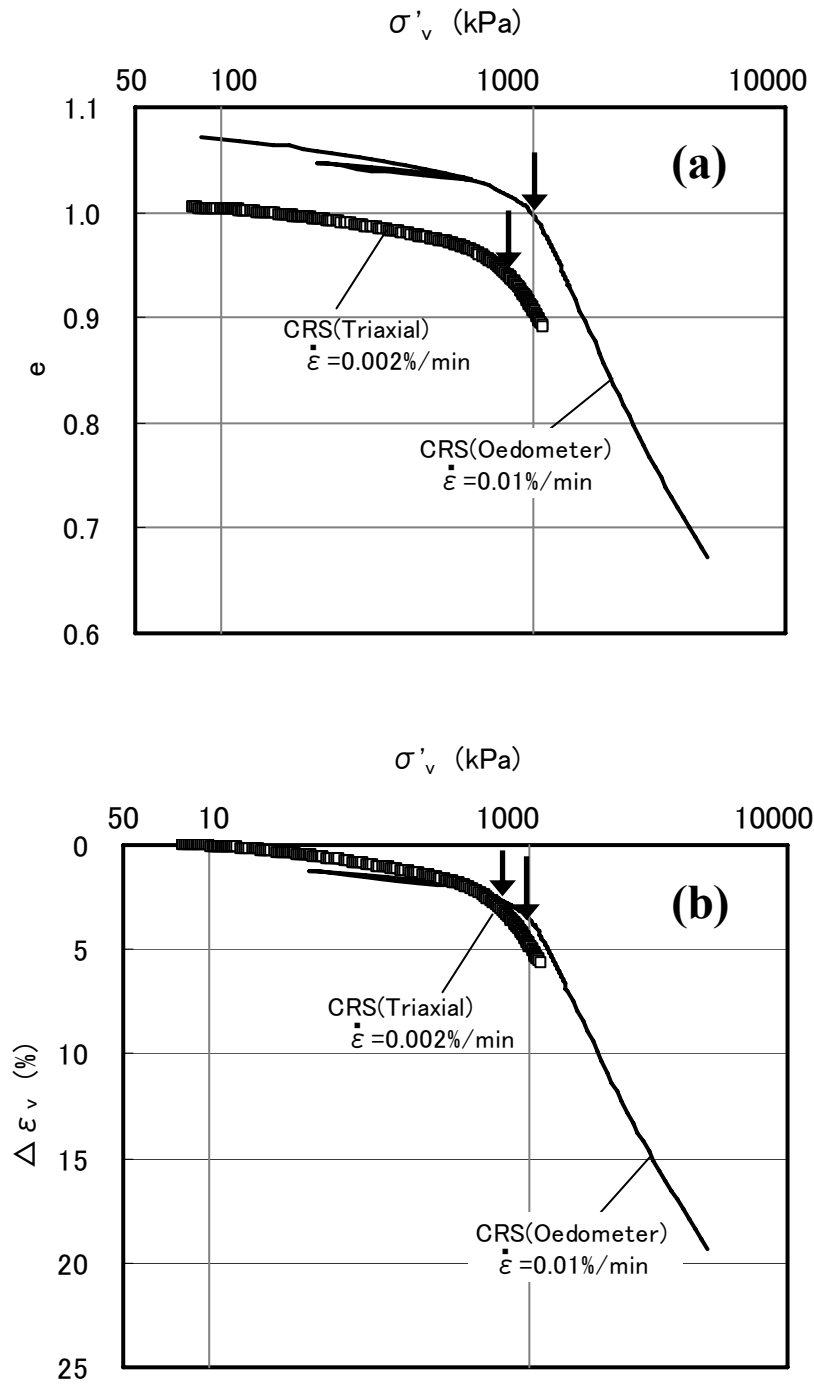 σ'v (kPa)
50 100 1000 10000
1.1
(a)
1.0
0.9
CRS(Triaxial)
ε̇=0.002%/min
e
0.8
CRS(Oedometer)
ε̇=0.01%/min
0.7
0.6
σ'v (kPa)
50 10 1000 10000
0
(b)
5
CRS(Triaxial)
ε̇=0.002%/min
10
Δεv (%)
15
CRS(Oedometer)
ε̇=0.01%/min
20
25